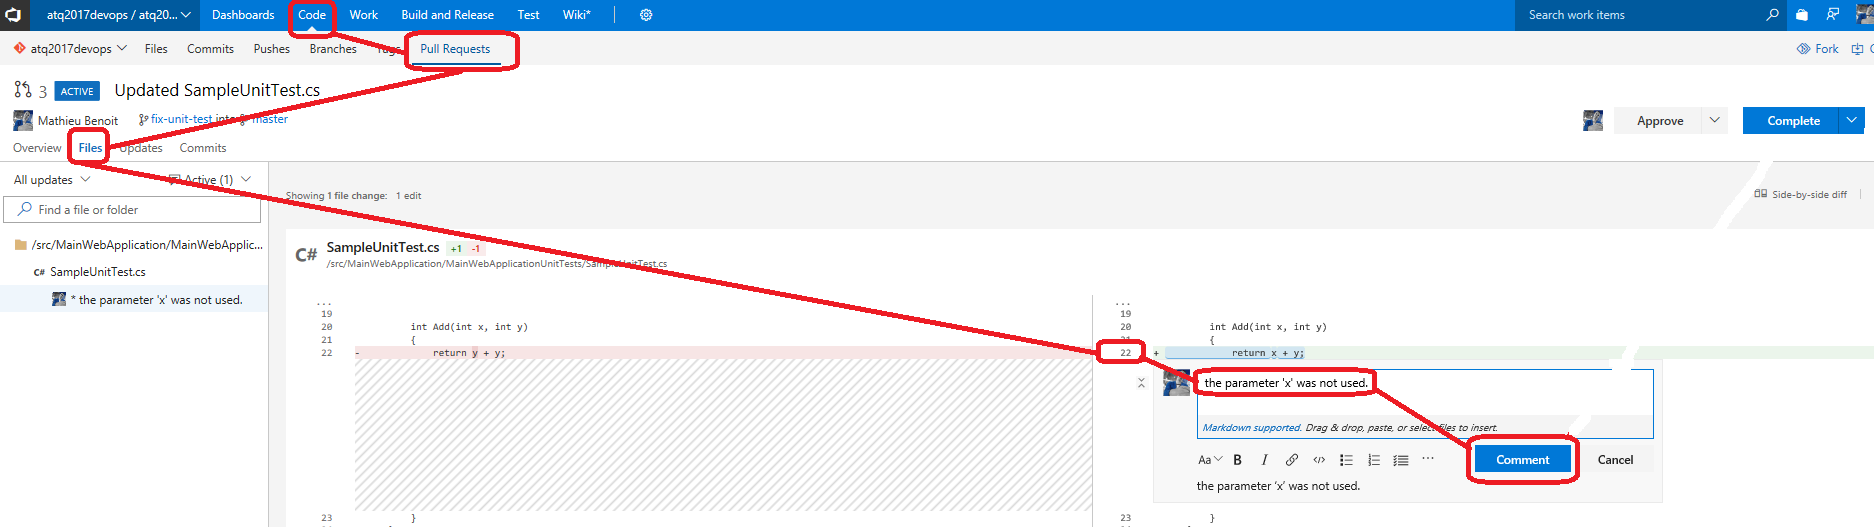 atq2017devops / atq20... Dashboards Code Work Build and Release Test Wiki* Search work items
atq2017devops Files Commits Pushes Branches Tags Pull Requests Fork
3 ACTIVE Updated SampleUnitTest.cs
Mathieu Benoit fix-unit-test into master Approve Complete
Overview Files Updates Commits
All updates Active (1)
Showing 1 file change: 1 edit Side-by-side diff
Find a file or folder
/src/MainWebApplication/MainWebApplic...
C# SampleUnitTest.cs
* the parameter 'x' was not used.
C# SampleUnitTest.cs +1 -1
/src/MainWebApplication/MainWebApplicationUnitTests/SampleUnitTest.cs
... ...
19 19
20 int Add(int x, int y) 20 int Add(int x, int y)
21 { 21 {
22 - return y + y; 22 + return x + y;
the parameter 'x' was not used.
Markdown supported. Drag & drop, paste, or select files to insert.
Aa B I </> ... Comment Cancel
the parameter 'x' was not used.
23 } 23 }